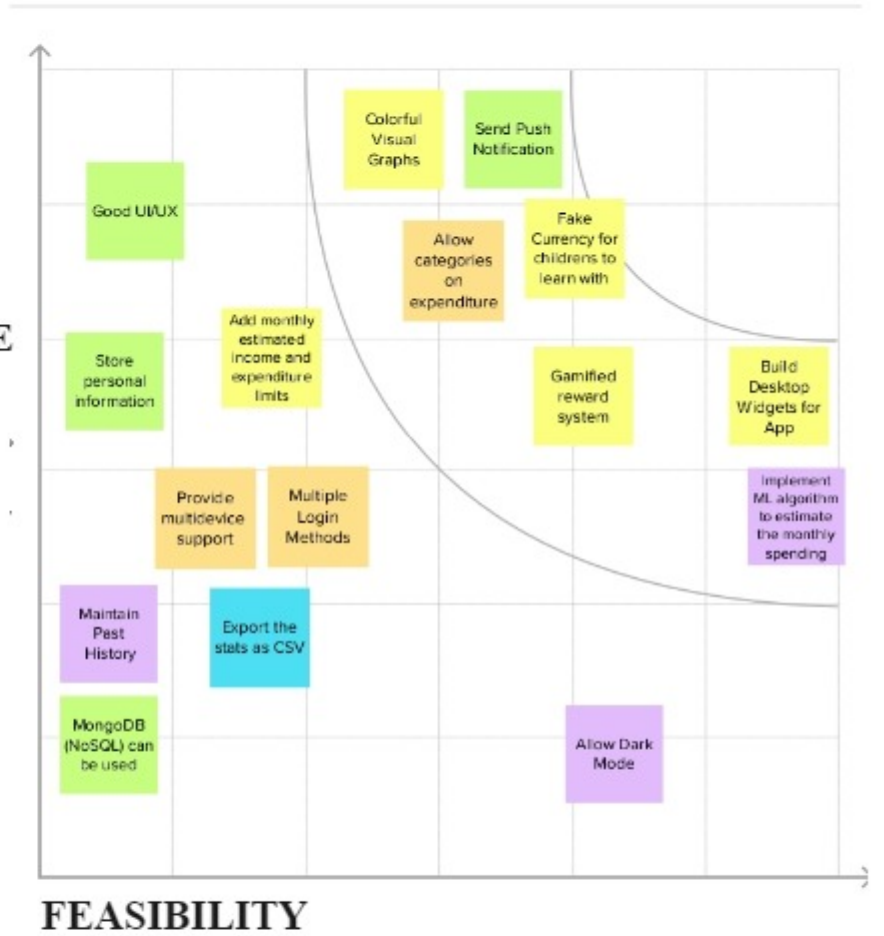 Colorful
Visual
Graphs
Send Push
Notification
Good UI/UX
Fake
Currency for
childrens to
learn with
Allow
categories
on
expenditure
Add monthly
estimated
income and
expenditure
limits
E
Store
personal
information
Gamified
reward
system
Build
Desktop
Widgets for
App
Provide
multidevice
support
Multiple
Login
Methods
Implement
ML algorithm
to estimate
the monthly
spending
Maintain
Past
History
Export the
stats as CSV
MongoDB
(NoSQL) can
be used
Allow Dark
Mode
FEASIBILITY